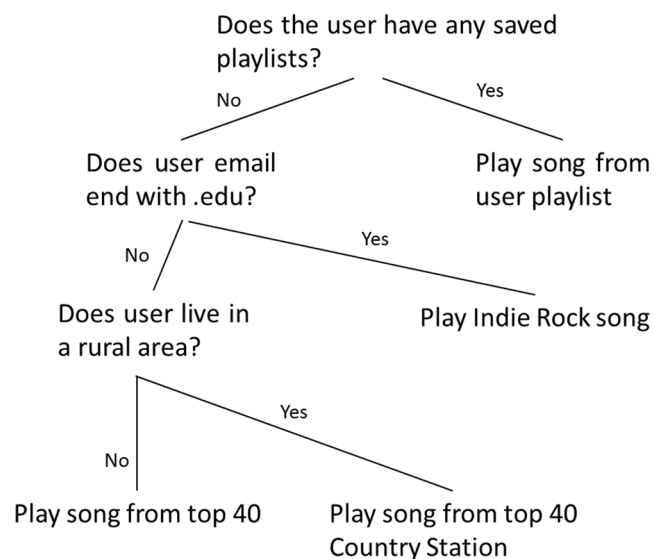 Does the user have any saved
playlists?
No
Yes
Does user email
end with .edu?
Play song from
user playlist
No
Yes
Does user live in
a rural area?
Play Indie Rock song
Yes
No
Play song from top 40
Play song from top 40
Country Station